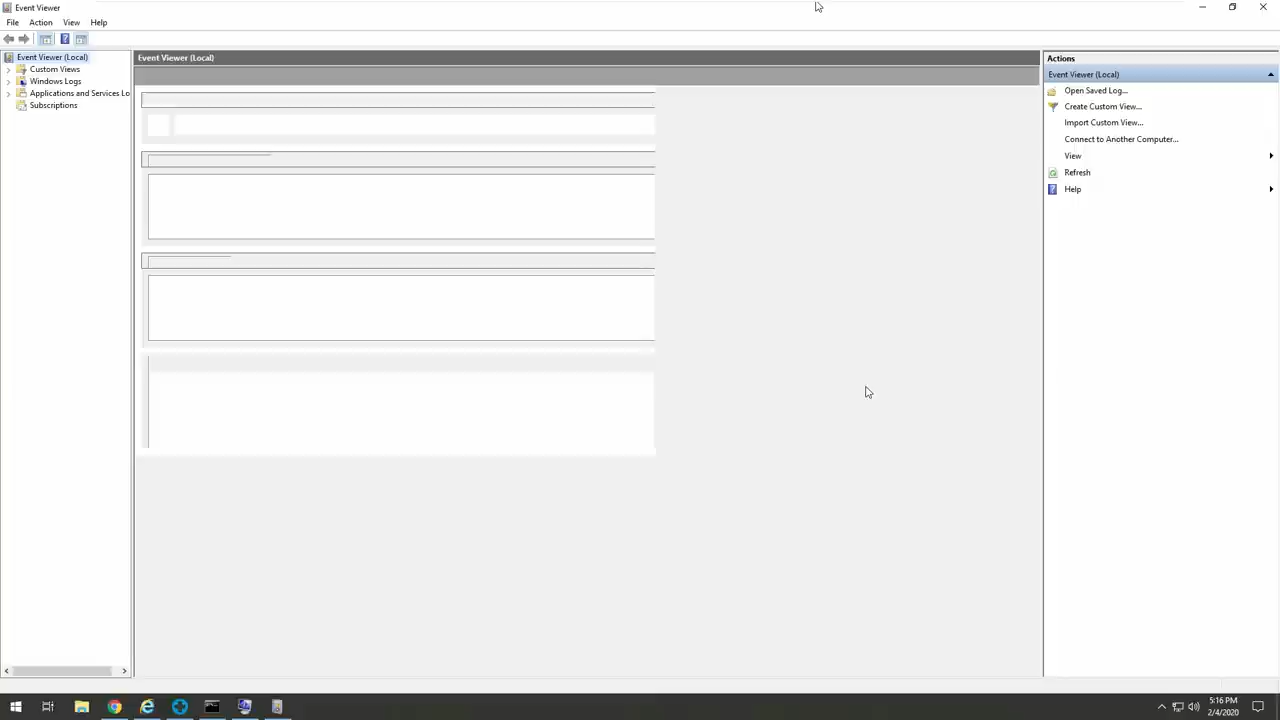 Event Viewer
File Action View Help
Event Viewer (Local)
Custom Views
Windows Logs
Applications and Services Lo
Subscriptions
Event Viewer (Local)
Actions
Event Viewer (Local)
Open Saved Log...
Create Custom View...
Import Custom View...
Connect to Another Computer...
View
Refresh
Help
5:16 PM
2/4/2020